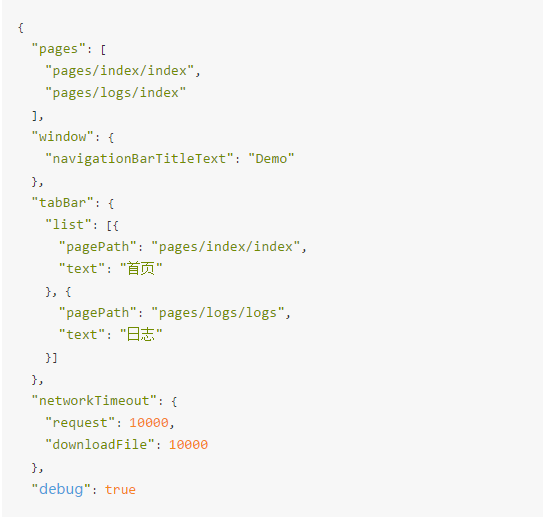 {
  "pages": [
    "pages/index/index",
    "pages/logs/index"
  ],
  "window": {
    "navigationBarTitleText": "Demo"
  },
  "tabBar": {
    "list": [{
      "pagePath": "pages/index/index",
      "text": "首页"
    }, {
      "pagePath": "pages/logs/logs",
      "text": "日志"
    }]
  },
  "networkTimeout": {
    "request": 10000,
    "downloadFile": 10000
  },
  "debug": true